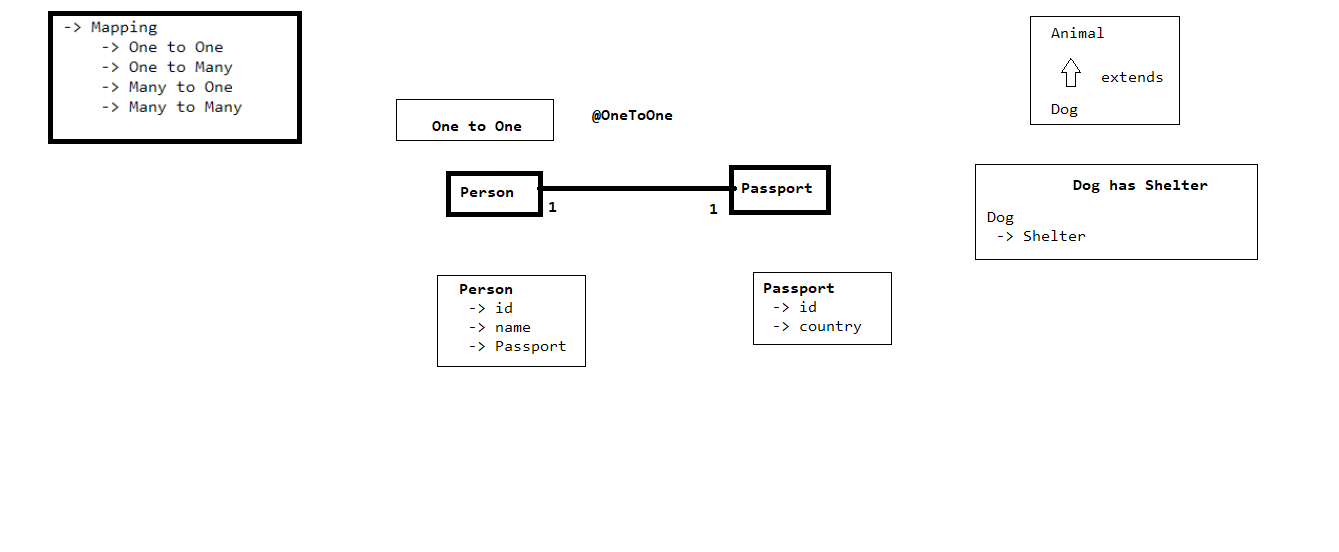 -> Mapping
-> One to One
-> One to Many
-> Many to One
-> Many to Many
One to One
@OneToOne
Person
1
1
Passport
Person
-> id
-> name
-> Passport
Passport
-> id
-> country
Animal
extends
Dog
Dog has Shelter
Dog
-> Shelter